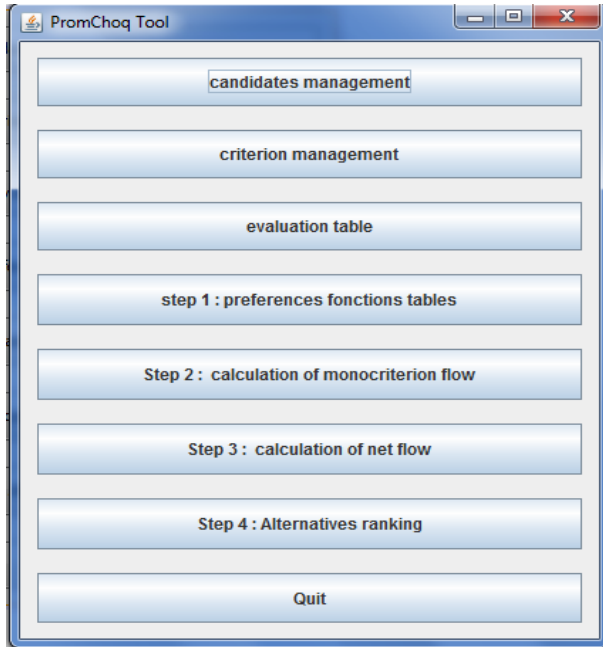 PromChoq Tool
candidates management
criterion management
evaluation table
step 1 : preferences fonctions tables
Step 2 :  calculation of monocriterion flow
Step 3 :  calculation of net flow
Step 4 : Alternatives ranking
Quit